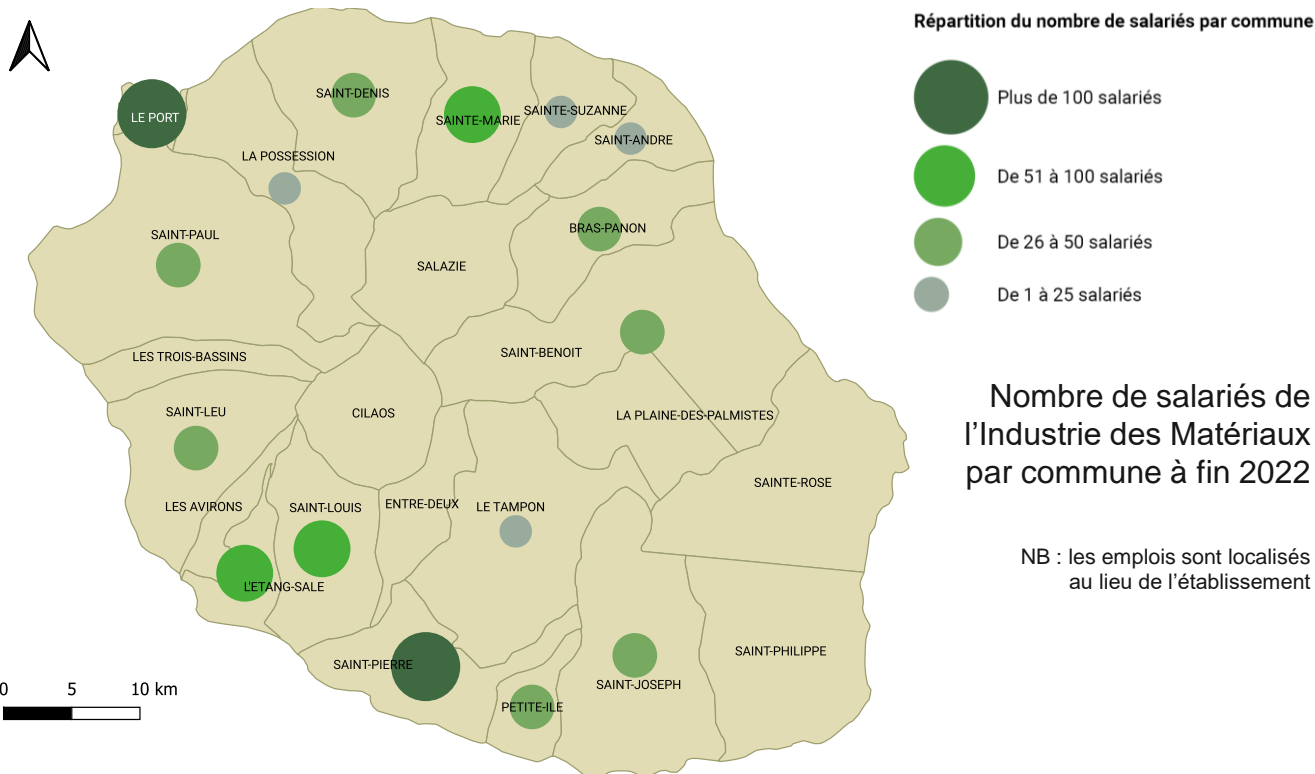 Répartition du nombre de salariés par commune
Plus de 100 salariés
De 51 à 100 salariés
De 26 à 50 salariés
De 1 à 25 salariés
Nombre de salariés de
l’Industrie des Matériaux
par commune à fin 2022
NB : les emplois sont localisés
au lieu de l’établissement
SAINT-DENIS
SAINTE-MARIE
SAINTE-SUZANNE
LE PORT
SAINT-ANDRE
LA POSSESSION
BRAS-PANON
SAINT-PAUL
SALAZIE
SAINT-BENOIT
LES TROIS-BASSINS
SAINT-LEU
CILAOS
LA PLAINE-DES-PALMISTES
SAINTE-ROSE
LES AVIRONS
SAINT-LOUIS
ENTRE-DEUX
LE TAMPON
L'ETANG-SALE
SAINT-PHILIPPE
SAINT-PIERRE
SAINT-JOSEPH
PETITE-ILE
0 5 10 km